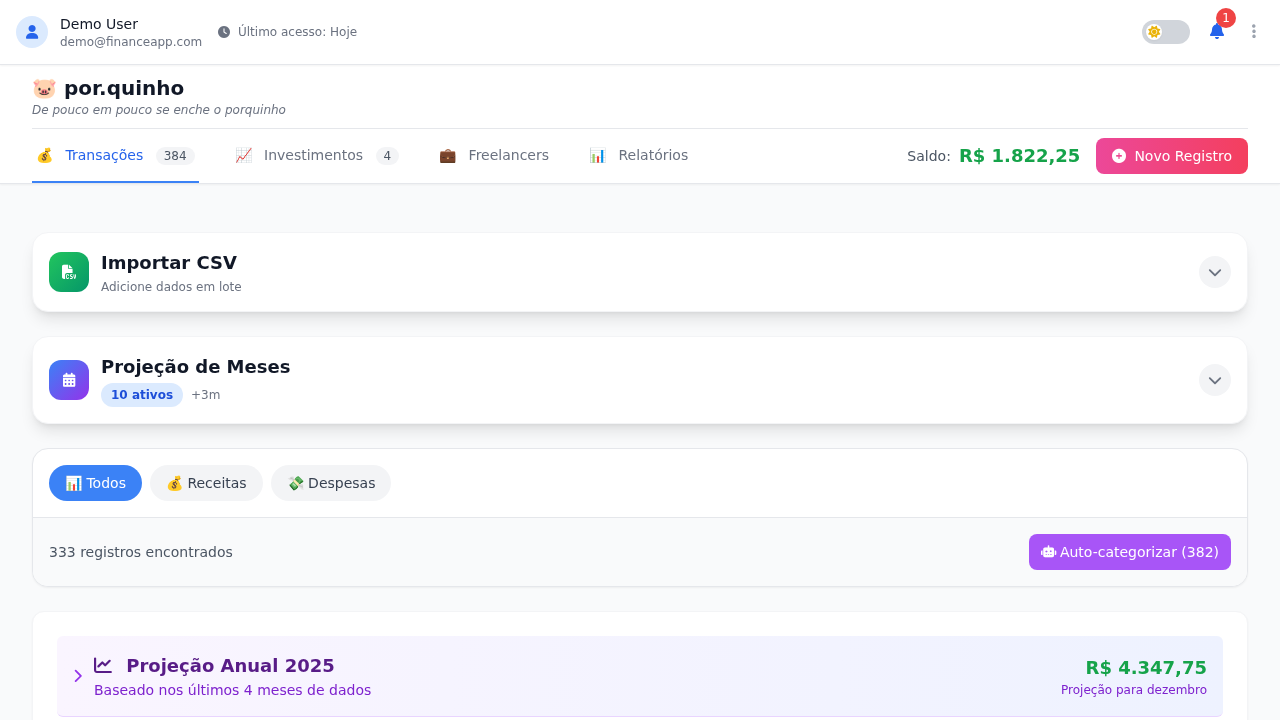 Demo User
demo@financeapp.com
Último acesso: Hoje
1
por.quinho
De pouco em pouco se enche o porquinho
Transações 384
Investimentos 4
Freelancers
Relatórios
Saldo: R$ 1.822,25
Novo Registro
Importar CSV
Adicione dados em lote
Projeção de Meses
10 ativos +3m
Todos
Receitas
Despesas
333 registros encontrados
Auto-categorizar (382)
Projeção Anual 2025
Baseado nos últimos 4 meses de dados
R$ 4.347,75
Projeção para dezembro